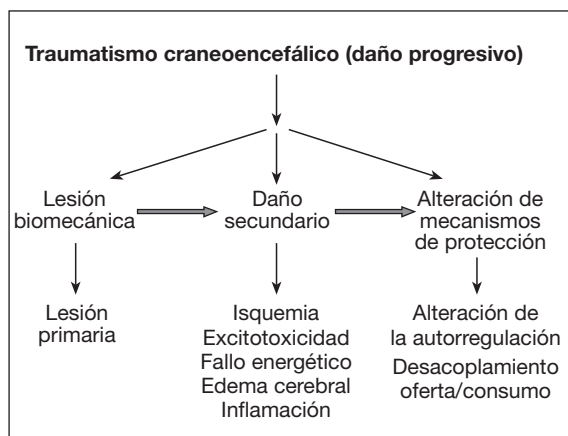 Traumatismo craneoencefálico (daño progresivo)
Lesión
biomecánica
Daño
secundario
Alteración de
mecanismos
de protección
Lesión
primaria
Isquemia
Excitotoxicidad
Fallo energético
Edema cerebral
Inflamación
Alteración de
la autorregulación
Desacoplamiento
oferta/consumo